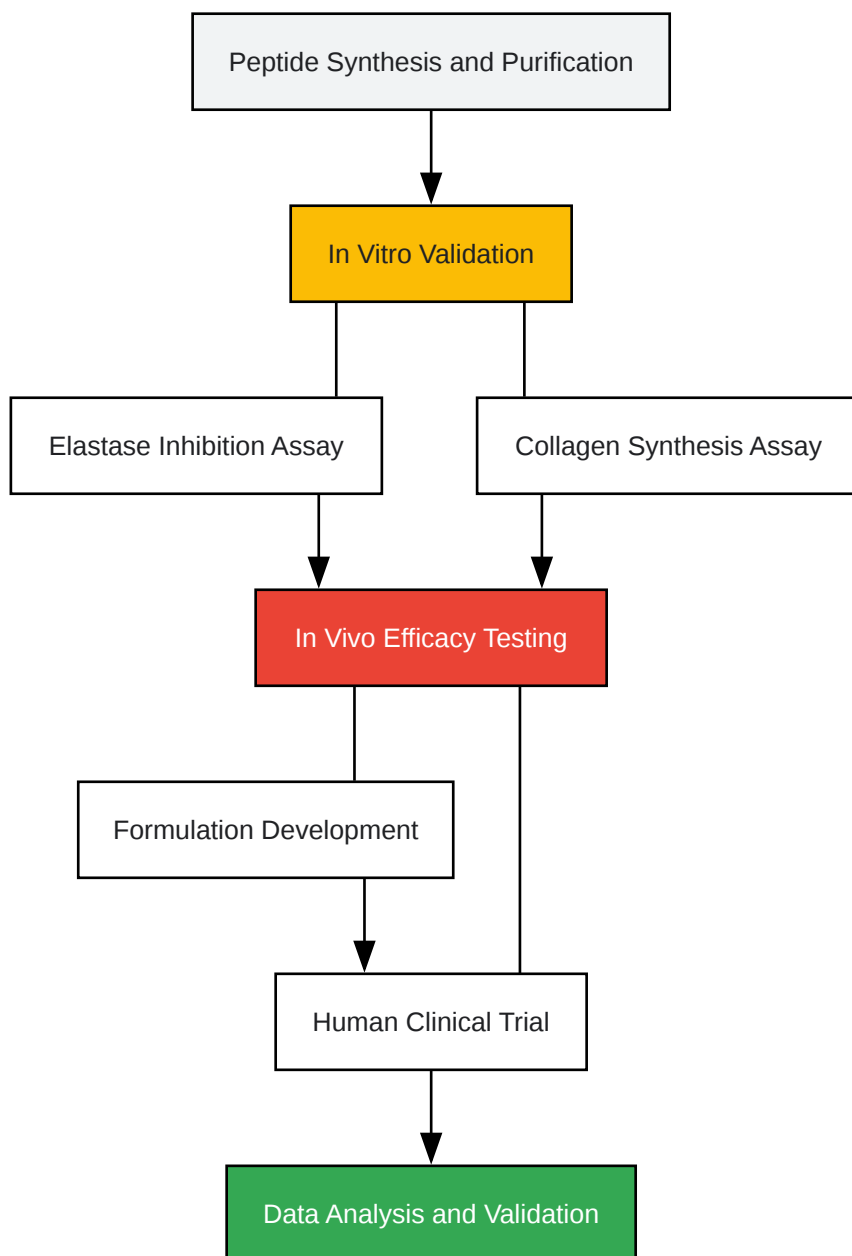 Peptide Synthesis and Purification
In Vitro Validation
Elastase Inhibition Assay
Collagen Synthesis Assay
In Vivo Efficacy Testing
Formulation Development
Human Clinical Trial
Data Analysis and Validation